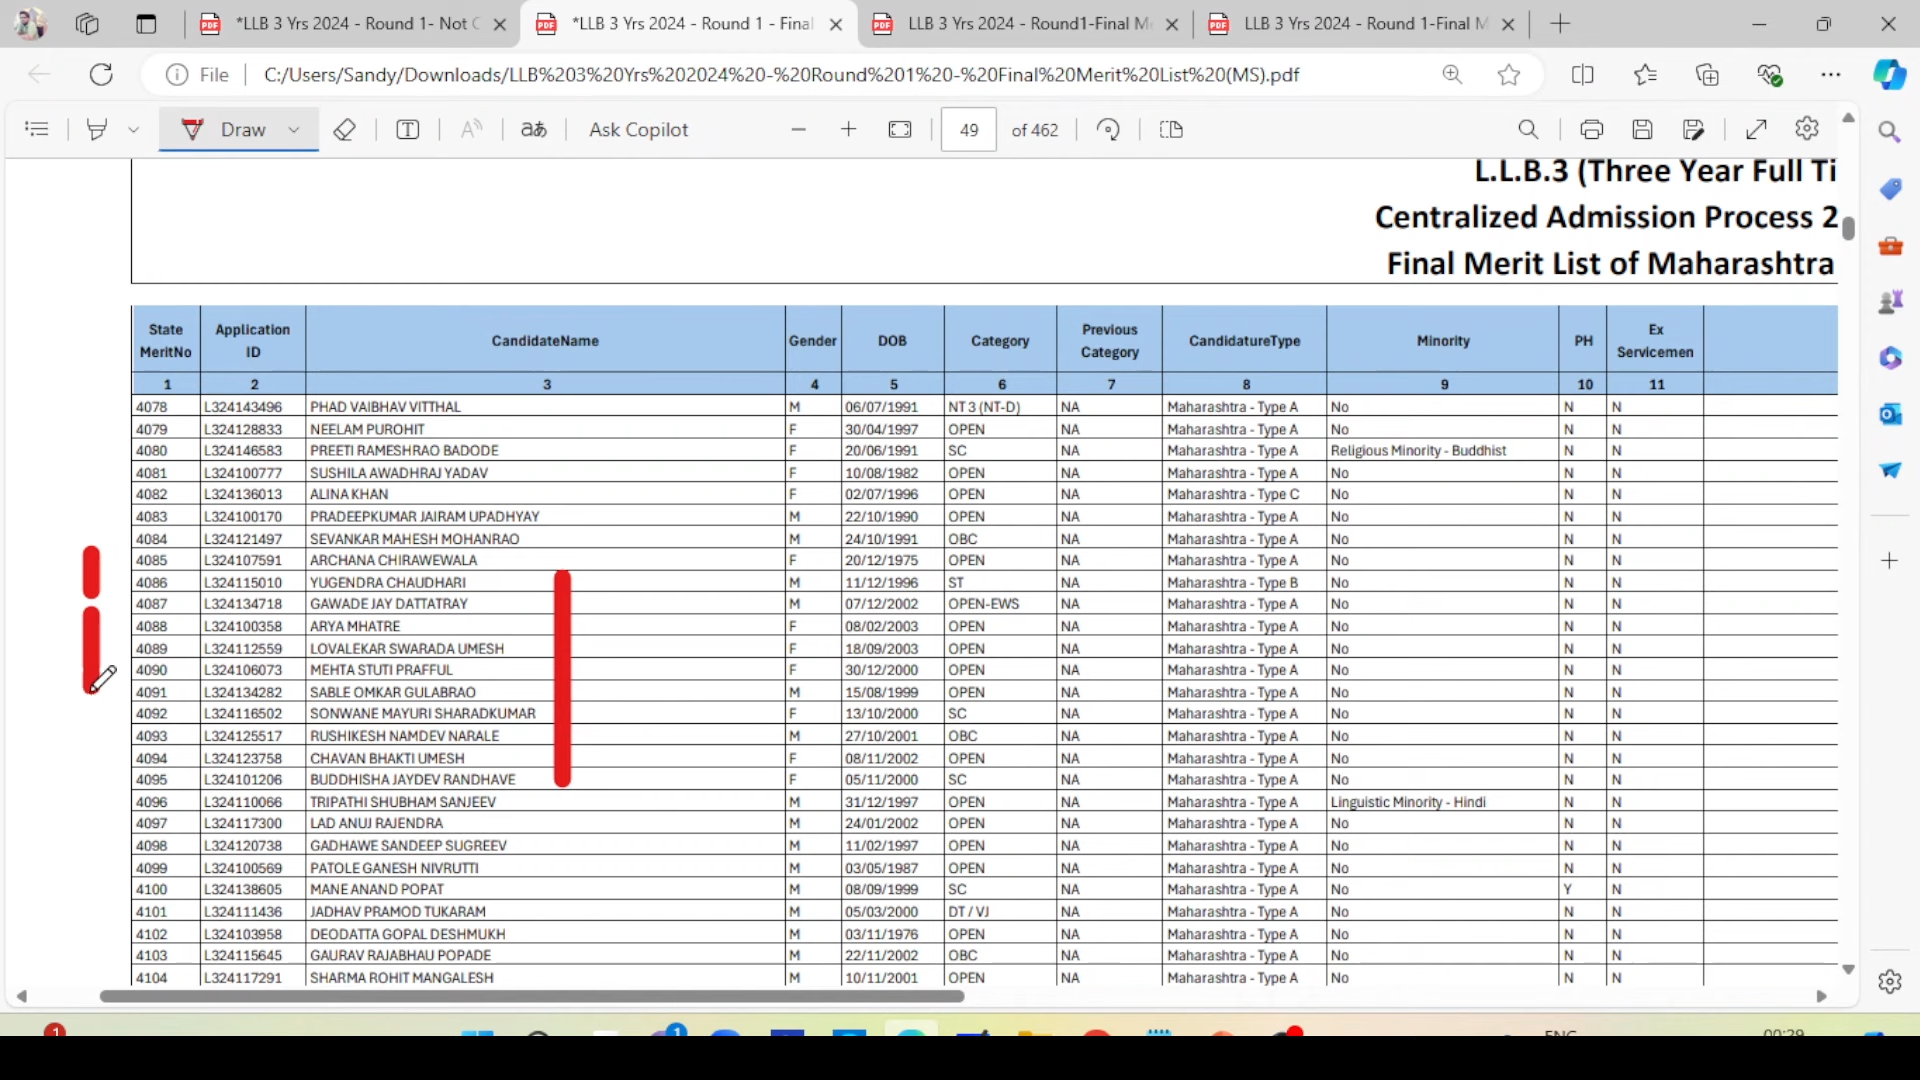 *LLB 3 Yrs 2024 - Round 1- Not C
*LLB 3 Yrs 2024 - Round 1 - Final
LLB 3 Yrs 2024 - Round1-Final Me
LLB 3 Yrs 2024 - Round 1-Final M
File
C:/Users/Sandy/Downloads/LLB%203%20Yrs%202024%20-%20Round%201%20-%20Final%20Merit%20List%20(MS).pdf
Draw
Ask Copilot
49 of 462
L.L.B.3 (Three Year Full Ti
Centralized Admission Process 2
Final Merit List of Maharashtra
State MeritNo Application ID CandidateName Gender DOB Category Previous Category CandidatureType Minority PH Ex Servicemen
1 2 3 4 5 6 7 8 9 10 11
4078 L324143496 PHAD VAIBHAV VITTHAL M 06/07/1991 NT 3 (NT-D) NA Maharashtra - Type A No N N
4079 L324128833 NEELAM PUROHIT F 30/04/1997 OPEN NA Maharashtra - Type A No N N
4080 L324146583 PREETI RAMESHRAO BADODE F 20/06/1991 SC NA Maharashtra - Type A Religious Minority - Buddhist N N
4081 L324100777 SUSHILA AWADHRAJ YADAV F 10/08/1982 OPEN NA Maharashtra - Type A No N N
4082 L324136013 ALINA KHAN F 02/07/1996 OPEN NA Maharashtra - Type C No N N
4083 L324100170 PRADEEPKUMAR JAIRAM UPADHYAY M 22/10/1990 OPEN NA Maharashtra - Type A No N N
4084 L324121497 SEVANKAR MAHESH MOHANRAO M 24/10/1991 OBC NA Maharashtra - Type A No N N
4085 L324107591 ARCHANA CHIRAWEWALA F 20/12/1975 OPEN NA Maharashtra - Type A No N N
4086 L324115010 YUGENDRA CHAUDHARI M 11/12/1996 ST NA Maharashtra - Type B No N N
4087 L324134718 GAWADE JAY DATTATRAY M 07/12/2002 OPEN-EWS NA Maharashtra - Type A No N N
4088 L324100358 ARYA MHATRE F 08/02/2003 OPEN NA Maharashtra - Type A No N N
4089 L324112559 LOVALEKAR SWARADA UMESH F 18/09/2003 OPEN NA Maharashtra - Type A No N N
4090 L324106073 MEHTA STUTI PRAFFUL F 30/12/2000 OPEN NA Maharashtra - Type A No N N
4091 L324134282 SABLE OMKAR GULABRAO M 15/08/1999 OPEN NA Maharashtra - Type A No N N
4092 L324116502 SONWANE MAYURI SHARADKUMAR F 13/10/2000 SC NA Maharashtra - Type A No N N
4093 L324125517 RUSHIKESH NAMDEV NARALE M 27/10/2001 OBC NA Maharashtra - Type A No N N
4094 L324123758 CHAVAN BHAKTI UMESH F 08/11/2002 OPEN NA Maharashtra - Type A No N N
4095 L324101206 BUDDHISHA JAYDEV RANDHAVE F 05/11/2000 SC NA Maharashtra - Type A No N N
4096 L324110066 TRIPATHI SHUBHAM SANJEEV M 31/12/1997 OPEN NA Maharashtra - Type A Linguistic Minority - Hindi N N
4097 L324117300 LAD ANUJ RAJENDRA M 24/01/2002 OPEN NA Maharashtra - Type A No N N
4098 L324120738 GADHAWE SANDEEP SUGREEV M 11/02/1997 OPEN NA Maharashtra - Type A No N N
4099 L324100569 PATOLE GANESH NIVRUTTI M 03/05/1987 OPEN NA Maharashtra - Type A No N N
4100 L324138605 MANE ANAND POPAT M 08/09/1999 SC NA Maharashtra - Type A No Y N
4101 L324111436 JADHAV PRAMOD TUKARAM M 05/03/2000 DT / VJ NA Maharashtra - Type A No N N
4102 L324103958 DEODATTA GOPAL DESHMUKH M 03/11/1976 OPEN NA Maharashtra - Type A No N N
4103 L324115645 GAURAV RAJABHAU POPADE M 22/11/2002 OBC NA Maharashtra - Type A No N N
4104 L324117291 SHARMA ROHIT MANGALESH M 10/11/2001 OPEN NA Maharashtra - Type A No N N